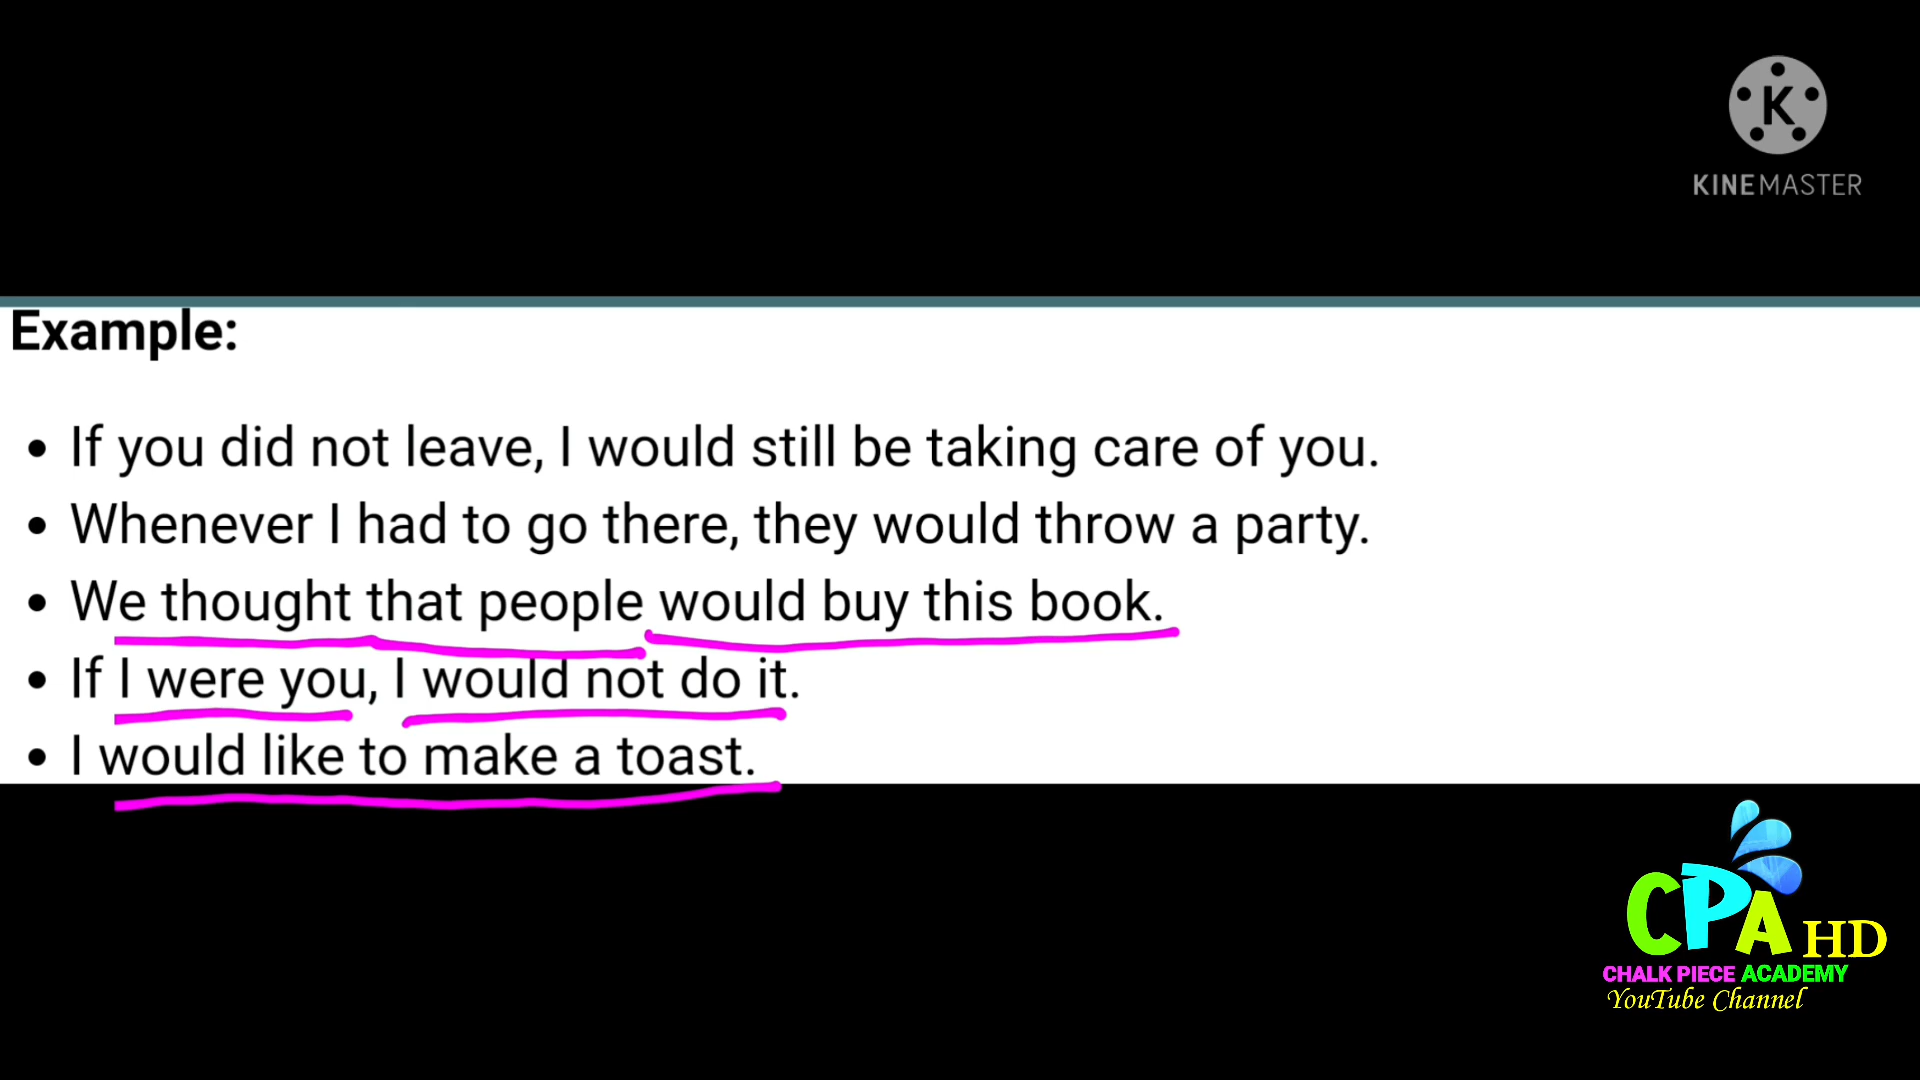 K
KINEMASTER
Example:
• If you did not leave, I would still be taking care of you.
• Whenever I had to go there, they would throw a party.
• We thought that people would buy this book.
• If I were you, I would not do it.
• I would like to make a toast.
CPA HD
CHALK PIECE ACADEMY
YouTube Channel